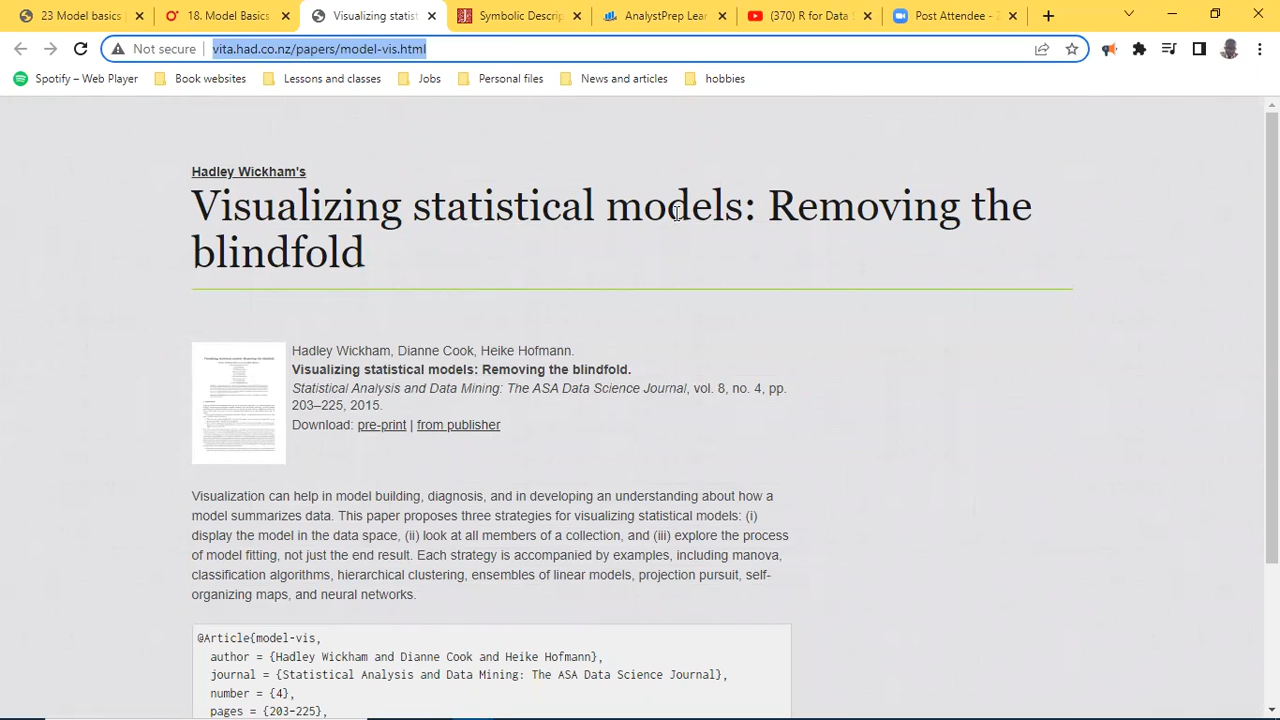 23 Model basics
18. Model Basics
Visualizing statist
Symbolic Descrip
AnalystPrep Lear
(370) R for Data S
Post Attendee - Z
Not secure
vita.had.co.nz/papers/model-vis.html
Spotify – Web Player
Book websites
Lessons and classes
Jobs
Personal files
News and articles
hobbies
Hadley Wickham's
Visualizing statistical models: Removing the
blindfold
Hadley Wickham, Dianne Cook, Heike Hofmann.
Visualizing statistical models: Removing the blindfold.
Statistical Analysis and Data Mining: The ASA Data Science Journal, vol. 8, no. 4, pp.
203–225, 2015.
Download: pre-print | from publisher
Visualization can help in model building, diagnosis, and in developing an understanding about how a
model summarizes data. This paper proposes three strategies for visualizing statistical models: (i)
display the model in the data space, (ii) look at all members of a collection, and (iii) explore the process
of model fitting, not just the end result. Each strategy is accompanied by examples, including manova,
classification algorithms, hierarchical clustering, ensembles of linear models, projection pursuit, self-
organizing maps, and neural networks.
@Article{model-vis,
author = {Hadley Wickham and Dianne Cook and Heike Hofmann},
journal = {Statistical Analysis and Data Mining: The ASA Data Science Journal},
number = {4},
pages = {203-225},